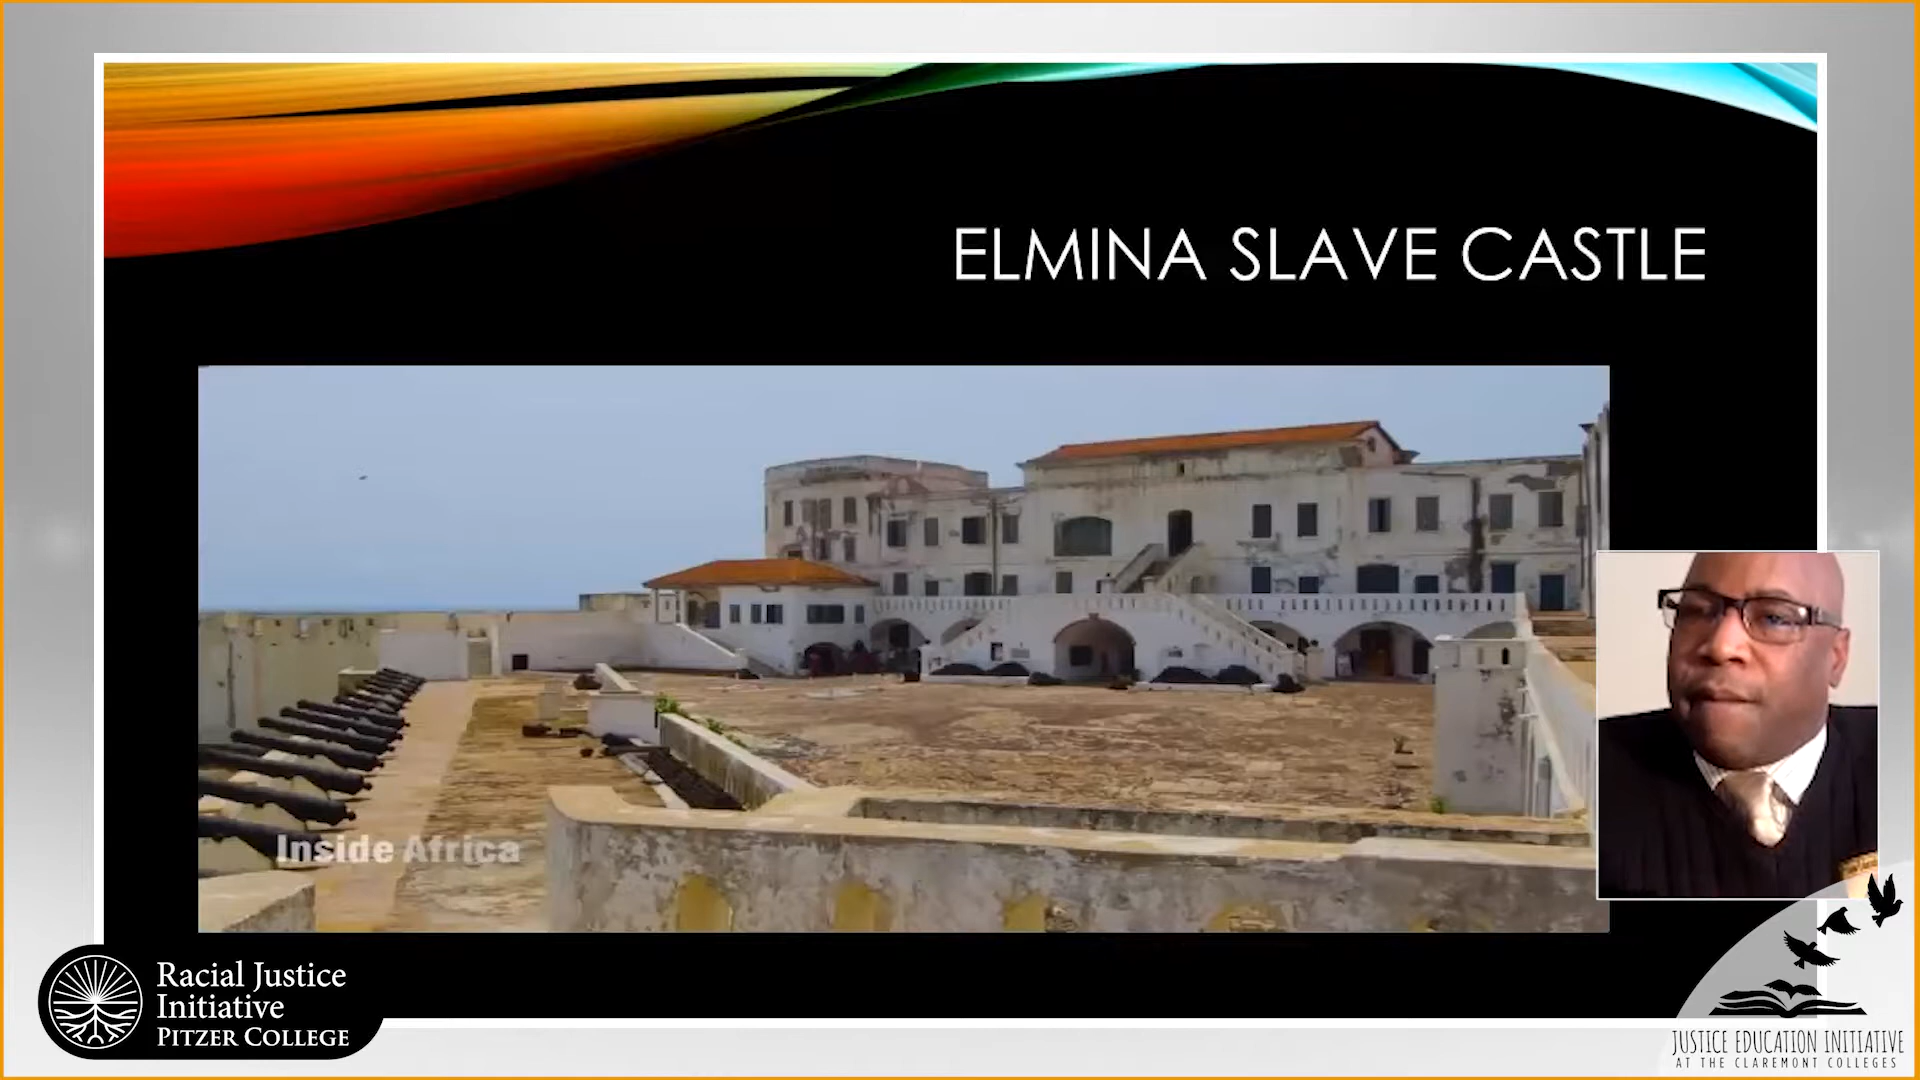 ELMINA SLAVE CASTLE
Inside Africa
Racial Justice
Initiative
PITZER COLLEGE
JUSTICE EDUCATION INITIATIVE
AT THE CLAREMONT COLLEGES